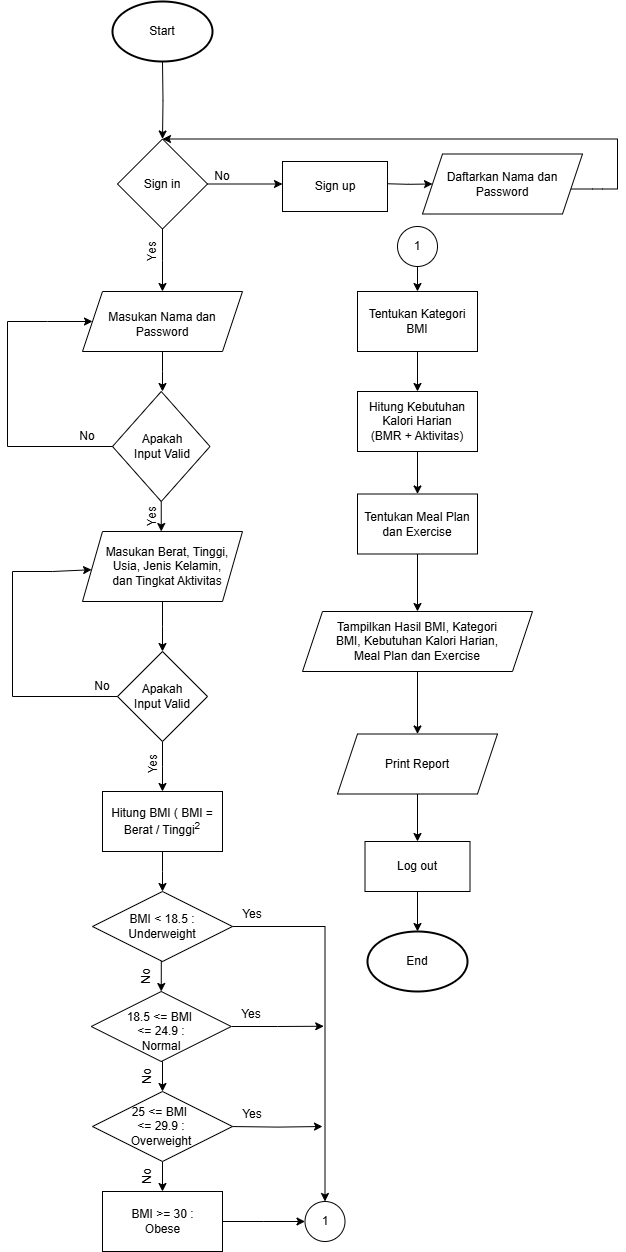 Start
Sign in
No
Sign up
Daftarkan Nama dan
Password
Yes
Masukan Nama dan
Password
No
Apakah
Input Valid
Yes
Masukan Berat, Tinggi,
Usia, Jenis Kelamin,
dan Tingkat Aktivitas
No
Apakah
Input Valid
Yes
Hitung BMI ( BMI =
Berat / Tinggi²
BMI < 18.5 :
Underweight
Yes
No
18.5 <= BMI
<= 24.9 :
Normal
Yes
No
25 <= BMI
<= 29.9 :
Overweight
Yes
No
BMI >= 30 :
Obese
1
1
Tentukan Kategori
BMI
Hitung Kebutuhan
Kalori Harian
(BMR + Aktivitas)
Tentukan Meal Plan
dan Exercise
Tampilkan Hasil BMI, Kategori
BMI, Kebutuhan Kalori Harian,
Meal Plan dan Exercise
Print Report
Log out
End